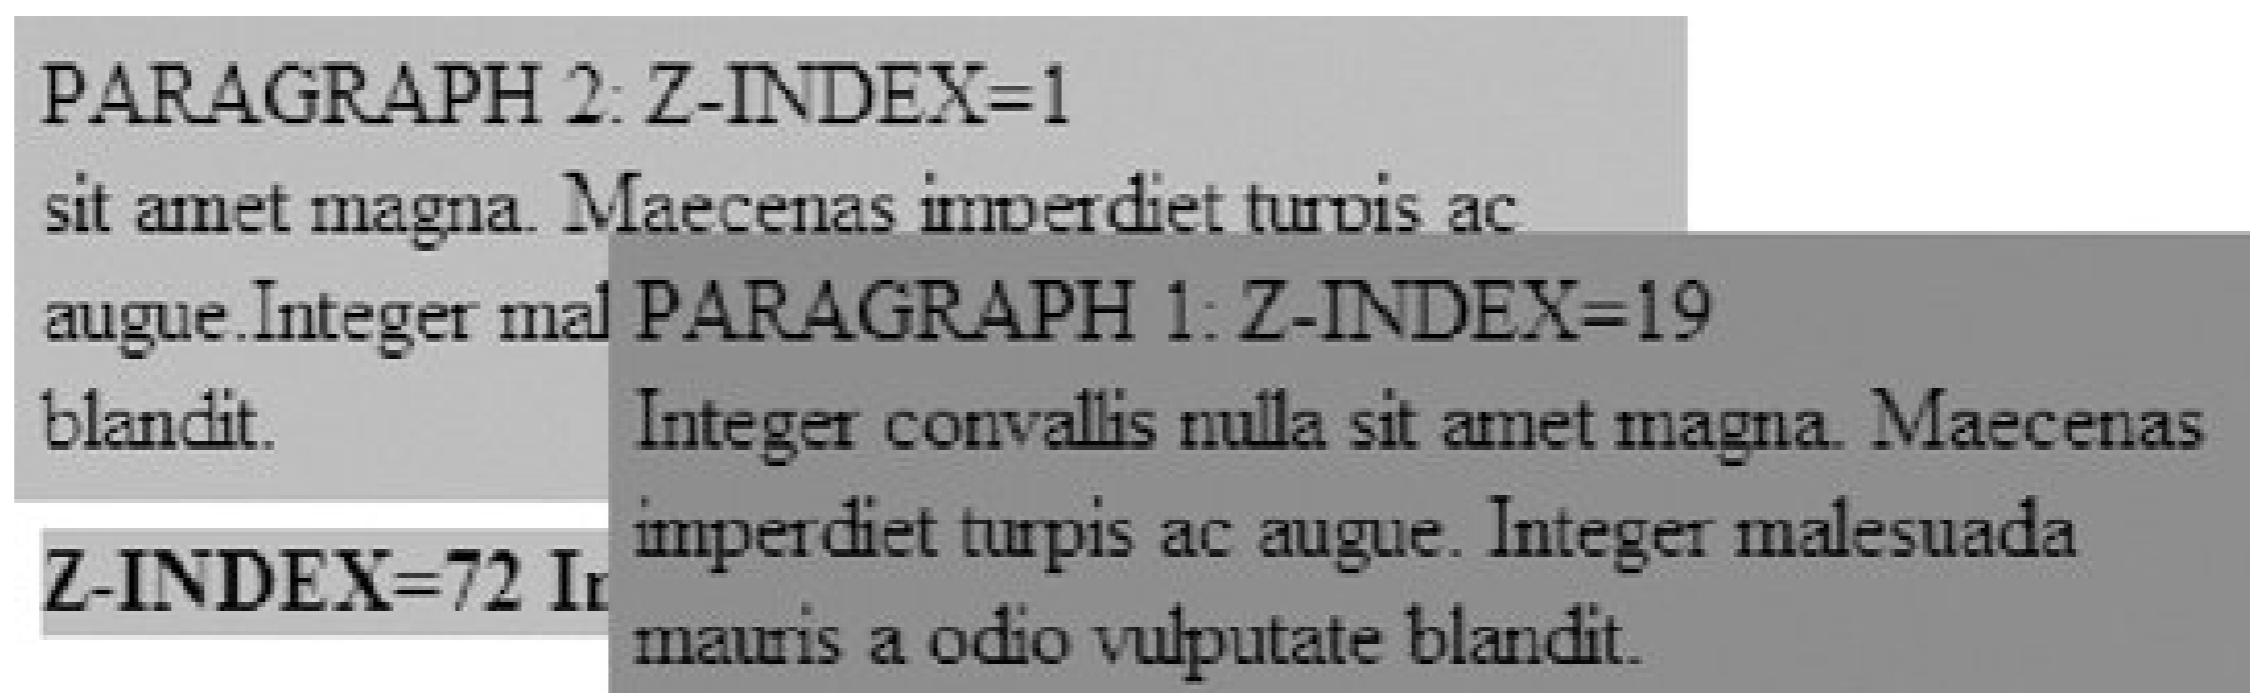 PARAGRAPH 2: Z-INDEX=1
sit amet magna. Maecenas imperdiet turpis ac
augue.Integer mal
blandit.
Z-INDEX=72 In
PARAGRAPH 1: Z-INDEX=19
Integer convallis nulla sit amet magna. Maecenas
imperdiet turpis ac augue. Integer malesuada
mauris a odio vulputate blandit.